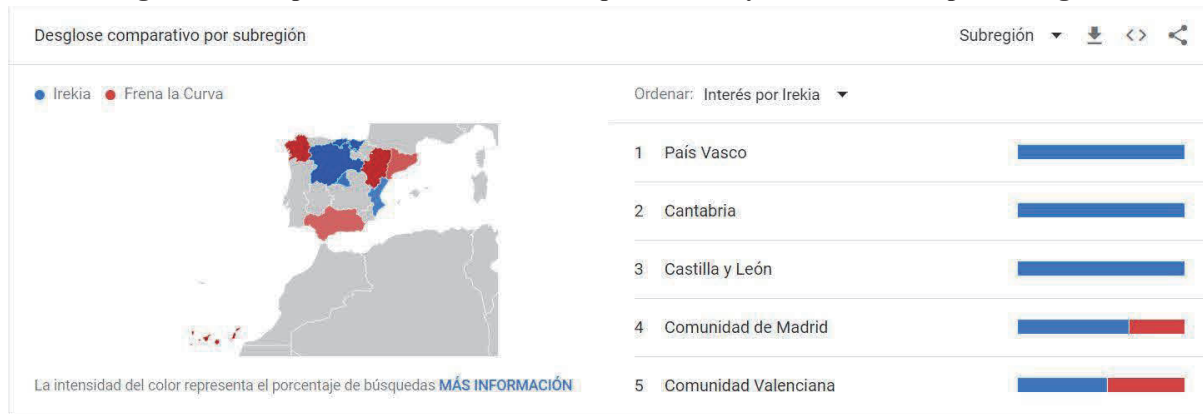 Desglose comparativo por subregión
Subregión
Irekia Frena la Curva
Ordenar: Interés por Irekia
1 País Vasco
2 Cantabria
3 Castilla y León
4 Comunidad de Madrid
5 Comunidad Valenciana
La intensidad del color representa el porcentaje de búsquedas MÁS INFORMACIÓN